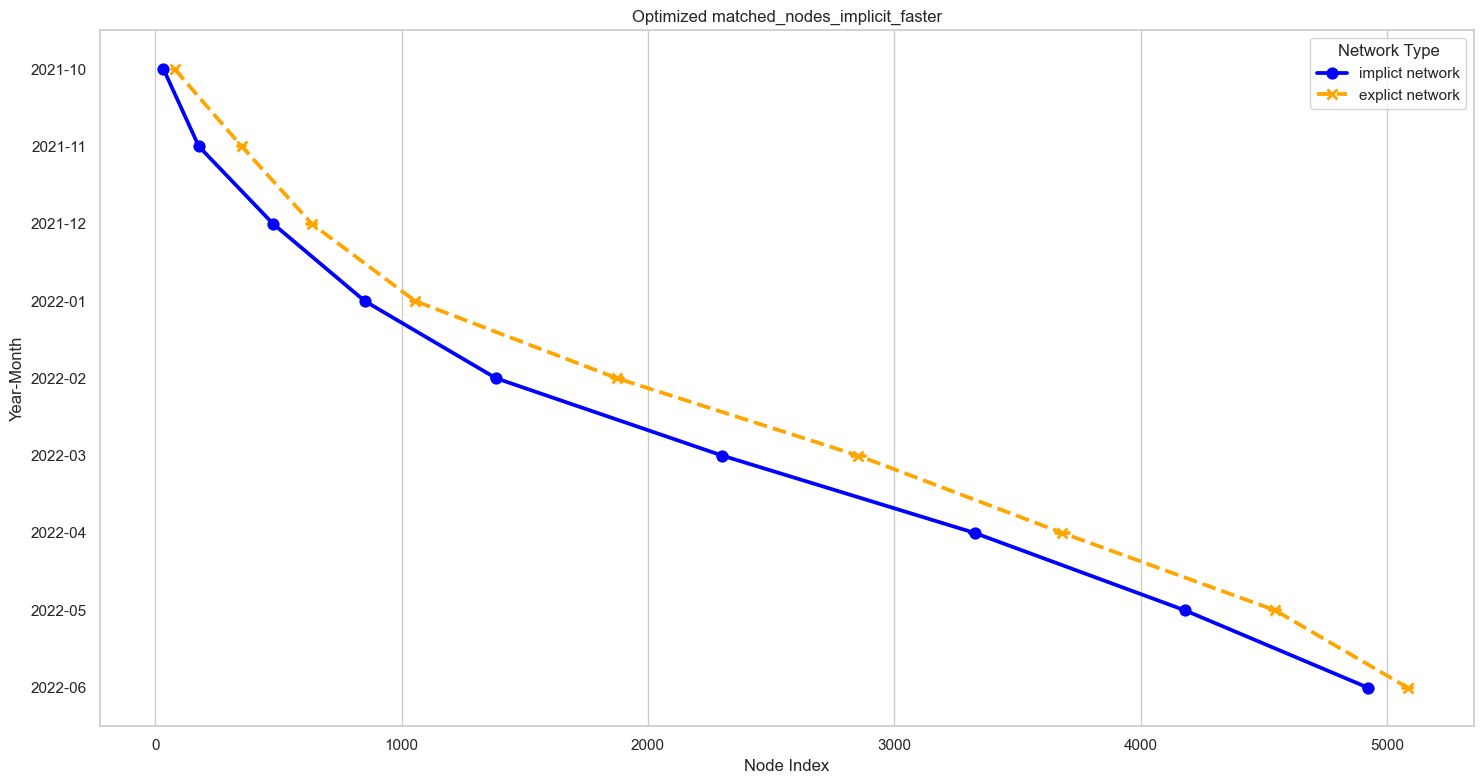 Optimized matched_nodes_implicit_faster
Network Type
implict network
explict network
Year-Month
2021-10
2021-11
2021-12
2022-01
2022-02
2022-03
2022-04
2022-05
2022-06
0 1000 2000 3000 4000 5000
Node Index